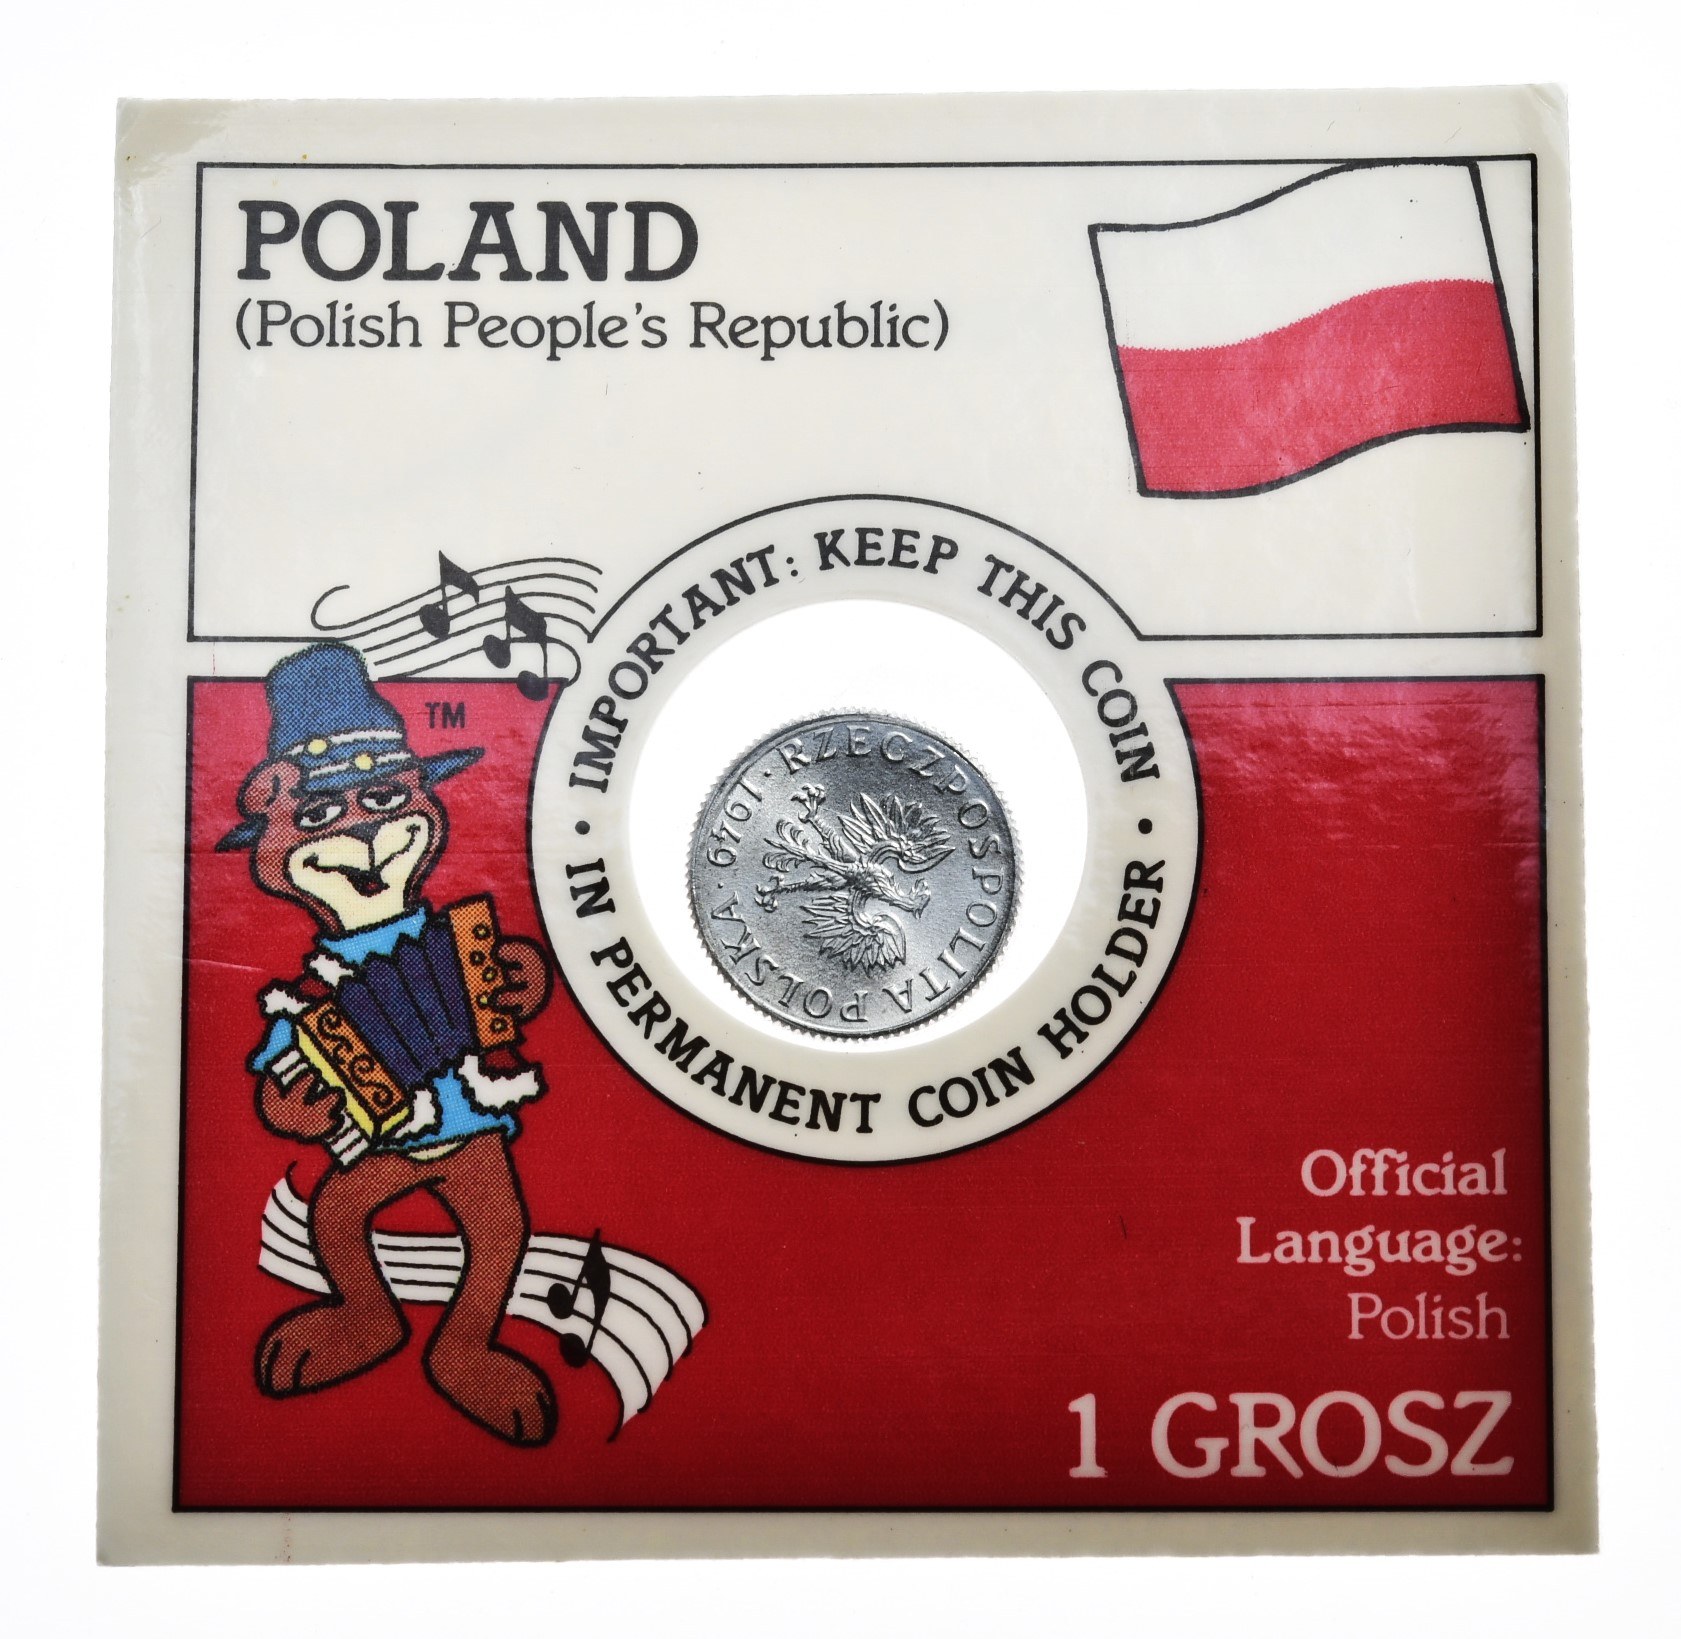 POLAND
(Polish People's Republic)
TM
• IMPORTANT: KEEP THIS COIN •
IN PERMANENT COIN HOLDER
1949 · RZECZPOSPOLITA POLSKA ·
Official
Language:
Polish
1 GROSZ